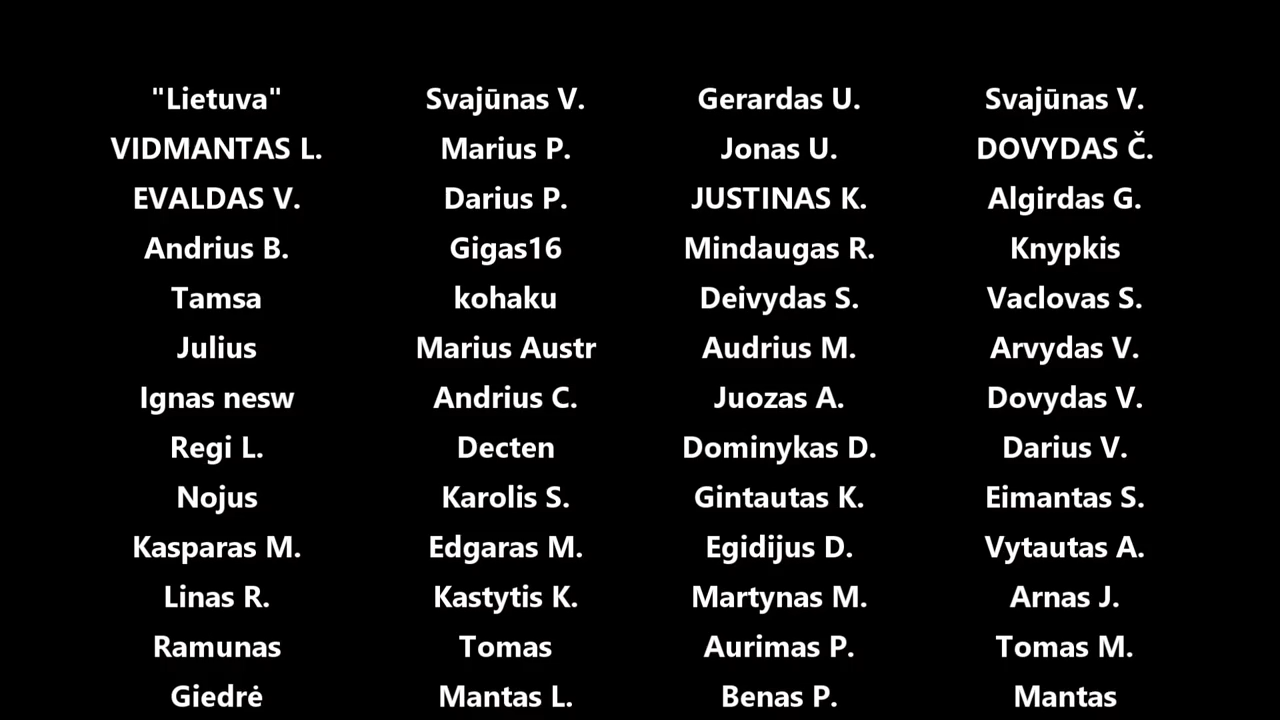 "Lietuva" Svajūnas V. Gerardas U. Svajūnas V.
VIDMANTAS L. Marius P. Jonas U. DOVYDAS Č.
EVALDAS V. Darius P. JUSTINAS K. Algirdas G.
Andrius B. Gigas16 Mindaugas R. Knypkis
Tamsa kohaku Deivydas S. Vaclovas S.
Julius Marius Austr Audrius M. Arvydas V.
Ignas nesw Andrius C. Juozas A. Dovydas V.
Regi L. Decten Dominykas D. Darius V.
Nojus Karolis S. Gintautas K. Eimantas S.
Kasparas M. Edgaras M. Egidijus D. Vytautas A.
Linas R. Kastytis K. Martynas M. Arnas J.
Ramunas Tomas Aurimas P. Tomas M.
Giedrė Mantas L. Benas P. Mantas